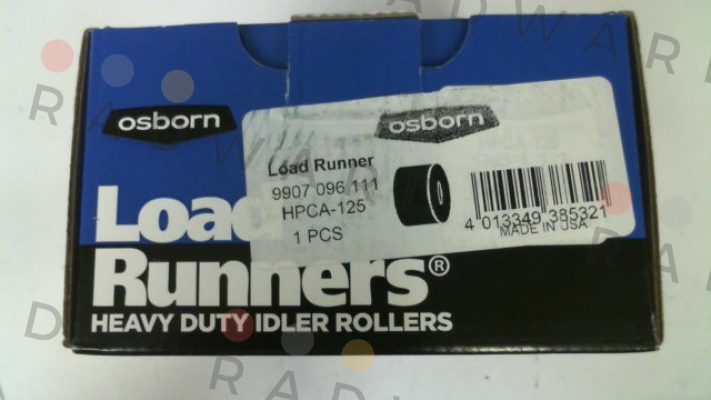 osborn
osborn
Load Runner
9907 096 111
HPCA-125
1 PCS
4 013349 385321
MADE IN USA
Load
Runners®
HEAVY DUTY IDLER ROLLERS